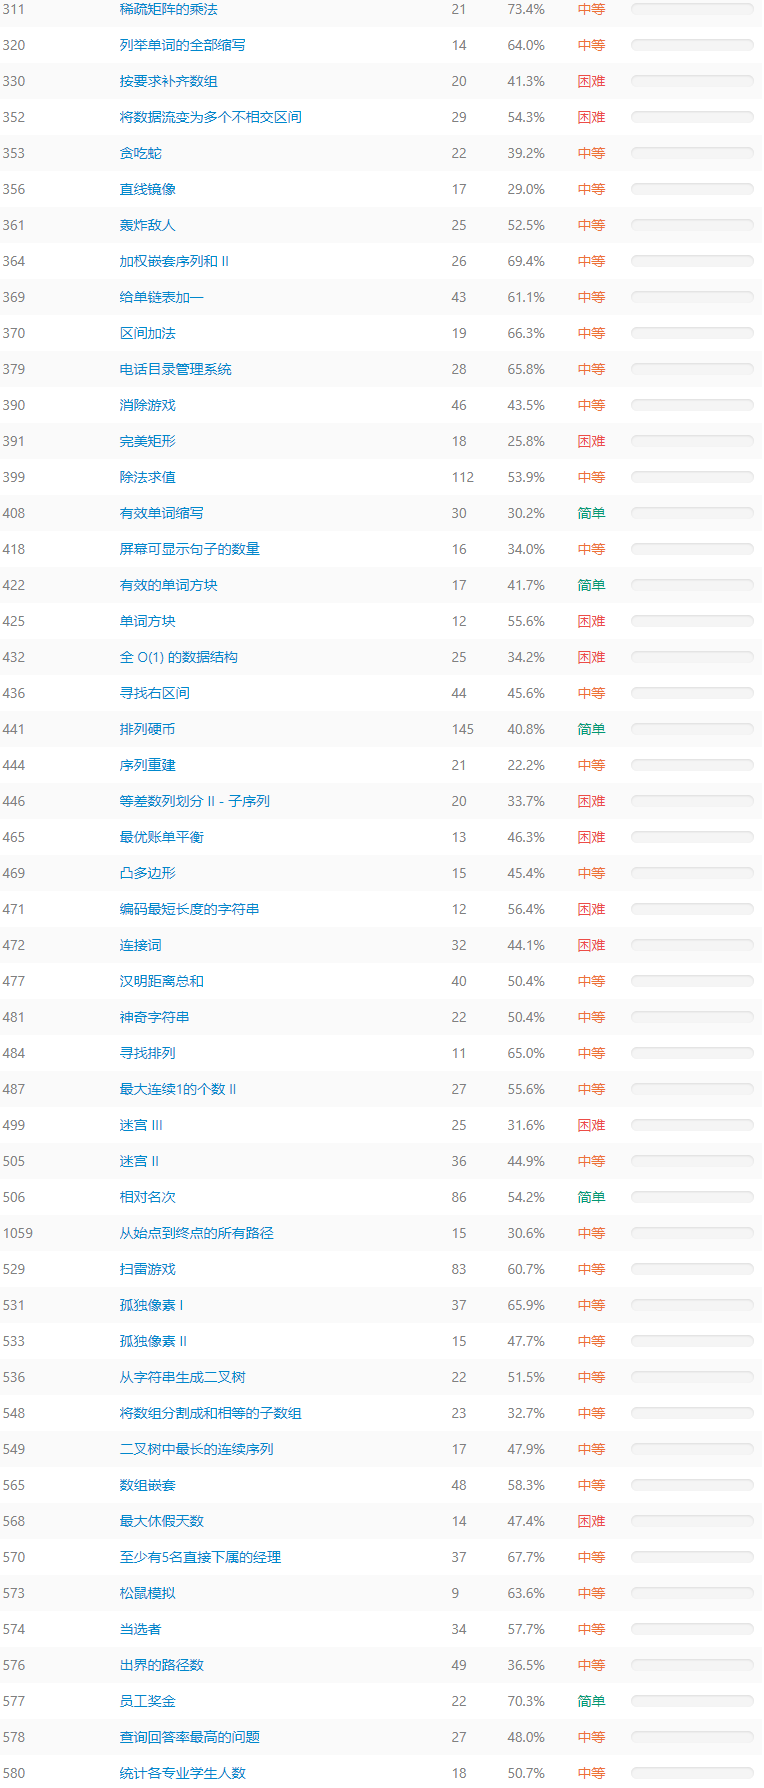 311 稀疏矩阵的乘法 21 73.4% 中等
320 列举单词的全部缩写 14 64.0% 中等
330 按要求补齐数组 20 41.3% 困难
352 将数据流变为多个不相交区间 29 54.3% 困难
353 贪吃蛇 22 39.2% 中等
356 直线镜像 17 29.0% 中等
361 轰炸敌人 25 52.5% 中等
364 加权嵌套序列和 II 26 69.4% 中等
369 给单链表加一 43 61.1% 中等
370 区间加法 19 66.3% 中等
379 电话目录管理系统 28 65.8% 中等
390 消除游戏 46 43.5% 中等
391 完美矩形 18 25.8% 困难
399 除法求值 112 53.9% 中等
408 有效单词缩写 30 30.2% 简单
418 屏幕可显示句子的数量 16 34.0% 中等
422 有效的单词方块 17 41.7% 简单
425 单词方块 12 55.6% 困难
432 全 O(1) 的数据结构 25 34.2% 困难
436 寻找右区间 44 45.6% 中等
441 排列硬币 145 40.8% 简单
444 序列重建 21 22.2% 中等
446 等差数列划分 II - 子序列 20 33.7% 困难
465 最优账单平衡 13 46.3% 困难
469 凸多边形 15 45.4% 中等
471 编码最短长度的字符串 12 56.4% 困难
472 连接词 32 44.1% 困难
477 汉明距离总和 40 50.4% 中等
481 神奇字符串 22 50.4% 中等
484 寻找排列 11 65.0% 中等
487 最大连续1的个数 II 27 55.6% 中等
499 迷宫 III 25 31.6% 困难
505 迷宫 II 36 44.9% 中等
506 相对名次 86 54.2% 简单
1059 从始点到终点的所有路径 15 30.6% 中等
529 扫雷游戏 83 60.7% 中等
531 孤独像素 I 37 65.9% 中等
533 孤独像素 II 15 47.7% 中等
536 从字符串生成二叉树 22 51.5% 中等
548 将数组分割成和相等的子数组 23 32.7% 中等
549 二叉树中最长的连续序列 17 47.9% 中等
565 数组嵌套 48 58.3% 中等
568 最大休假天数 14 47.4% 困难
570 至少有5名直接下属的经理 37 67.7% 中等
573 松鼠模拟 9 63.6% 中等
574 当选者 34 57.7% 中等
576 出界的路径数 49 36.5% 中等
577 员工奖金 22 70.3% 简单
578 查询回答率最高的问题 27 48.0% 中等
580 统计各专业学生人数 18 50.7% 中等